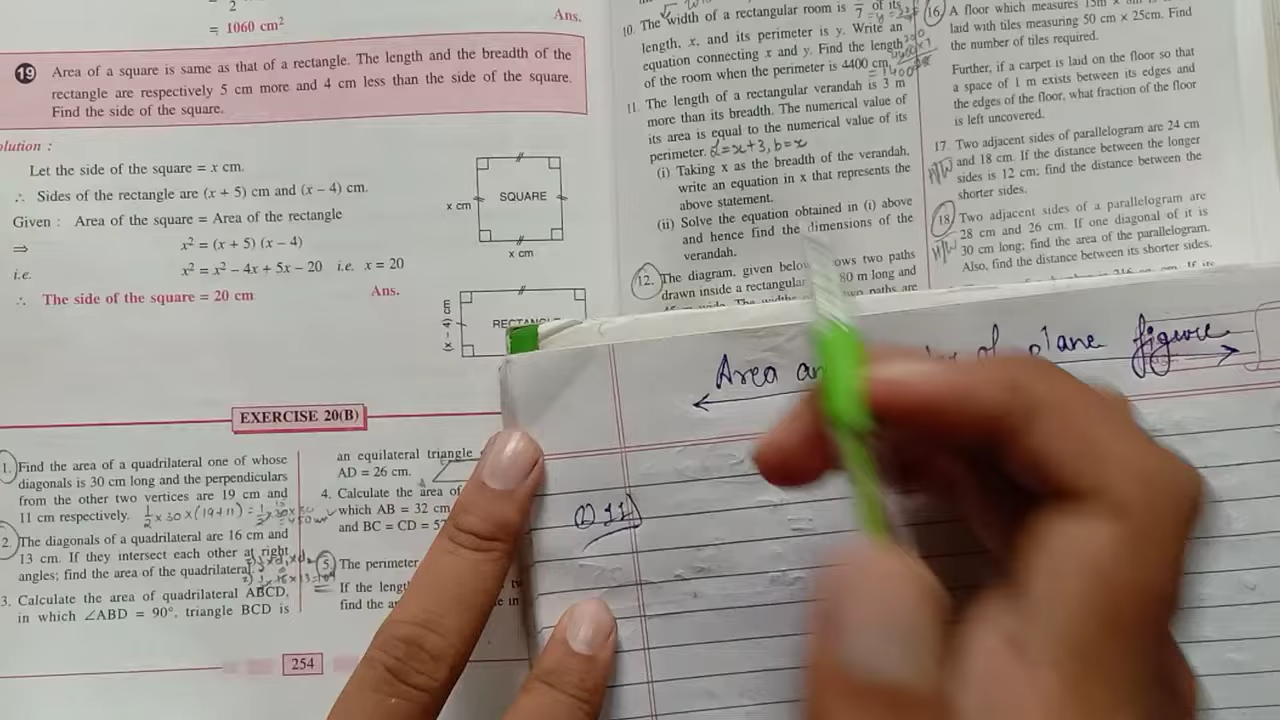 2
= 1060 cm²
Ans.
19 Area of a square is same as that of a rectangle. The length and the breadth of the
rectangle are respectively 5 cm more and 4 cm less than the side of the square.
Find the side of the square.
olution :
Let the side of the square = x cm.
∴ Sides of the rectangle are (x + 5) cm and (x – 4) cm.
Given : Area of the square = Area of the rectangle
⇒ x² = (x + 5) (x – 4)
i.e. x² = x² – 4x + 5x – 20 i.e. x = 20
∴ The side of the square = 20 cm Ans.
x cm
SQUARE
x cm
EXERCISE 20(B)
1. Find the area of a quadrilateral one of whose
diagonals is 30 cm long and the perpendiculars
from the other two vertices are 19 cm and
11 cm respectively. 1/2 × 30 × (19+11)
2. The diagonals of a quadrilateral are 16 cm and
13 cm. If they intersect each other at right
angles; find the area of the quadrilateral.
3. Calculate the area of quadrilateral ABCD,
in which ∠ABD = 90°, triangle BCD is
an equilateral triangle
AD = 26 cm.
4. Calculate the area of
which AB = 32 cm
and BC = CD = 5
5. The perimeter
If the leng
find the
254
10. The width of a rectangular room is of its
length, x, and its perimeter is y. Write an
equation connecting x and y. Find the length
of the room when the perimeter is 4400 cm.
11. The length of a rectangular verandah is 3 m
more than its breadth. The numerical value of
its area is equal to the numerical value of its
perimeter. l=x+3, b=x
(i) Taking x as the breadth of the verandah,
write an equation in x that represents the
above statement.
(ii) Solve the equation obtained in (i) above
and hence find the dimensions of the
verandah.
12. The diagram, given below, shows two paths
drawn inside a rectangular 80 m long and
two paths are
16 A floor which measures 15m
laid with tiles measuring 50 cm × 25cm. Find
the number of tiles required.
Further, if a carpet is laid on the floor so that
a space of 1 m exists between its edges and
the edges of the floor, what fraction of the floor
is left uncovered.
17. Two adjacent sides of parallelogram are 24 cm
H/W and 18 cm. If the distance between the longer
sides is 12 cm; find the distance between the
shorter sides.
18. Two adjacent sides of a parallelogram are
H/W 28 cm and 26 cm. If one diagonal of it is
30 cm long; find the area of the parallelogram.
Also, find the distance between its shorter sides.
Area an of plane figure
Q 11